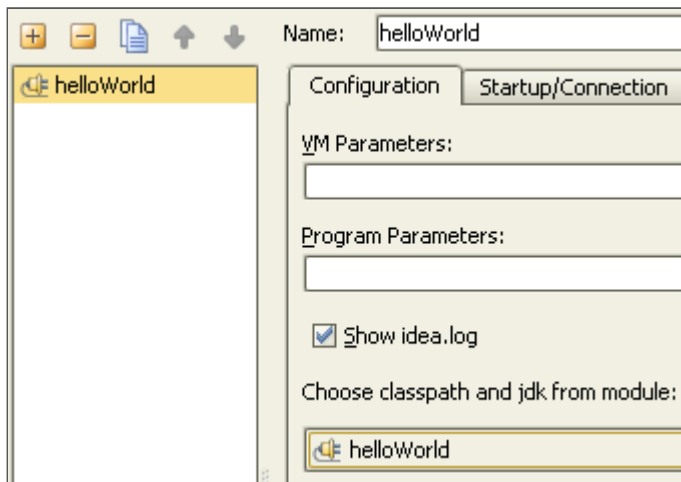 Name: helloWorld
helloWorld
Configuration Startup/Connection
VM Parameters:
Program Parameters:
Show idea.log
Choose classpath and jdk from module:
helloWorld